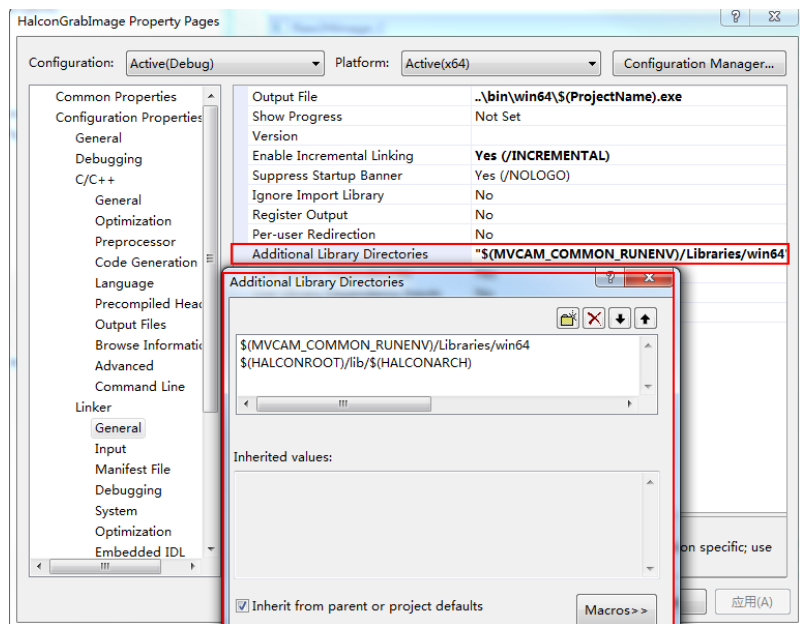 HalconGrabImage Property Pages
Configuration: Active(Debug) Platform: Active(x64) Configuration Manager...
Common Properties
Configuration Properties
General
Debugging
C/C++
General
Optimization
Preprocessor
Code Generation
Language
Precompiled Head
Output Files
Browse Informatic
Advanced
Command Line
Linker
General
Input
Manifest File
Debugging
System
Optimization
Embedded IDL
Output File ..\bin\win64\$(ProjectName).exe
Show Progress Not Set
Version
Enable Incremental Linking Yes (/INCREMENTAL)
Suppress Startup Banner Yes (/NOLOGO)
Ignore Import Library No
Register Output No
Per-user Redirection No
Additional Library Directories "$(MVCAM_COMMON_RUNENV)/Libraries/win64"
Additional Library Directories
$(MVCAM_COMMON_RUNENV)/Libraries/win64
$(HALCONROOT)/lib/$(HALCONARCH)
Inherited values:
Inherit from parent or project defaults
Macros>>
on specific; use
应用(A)